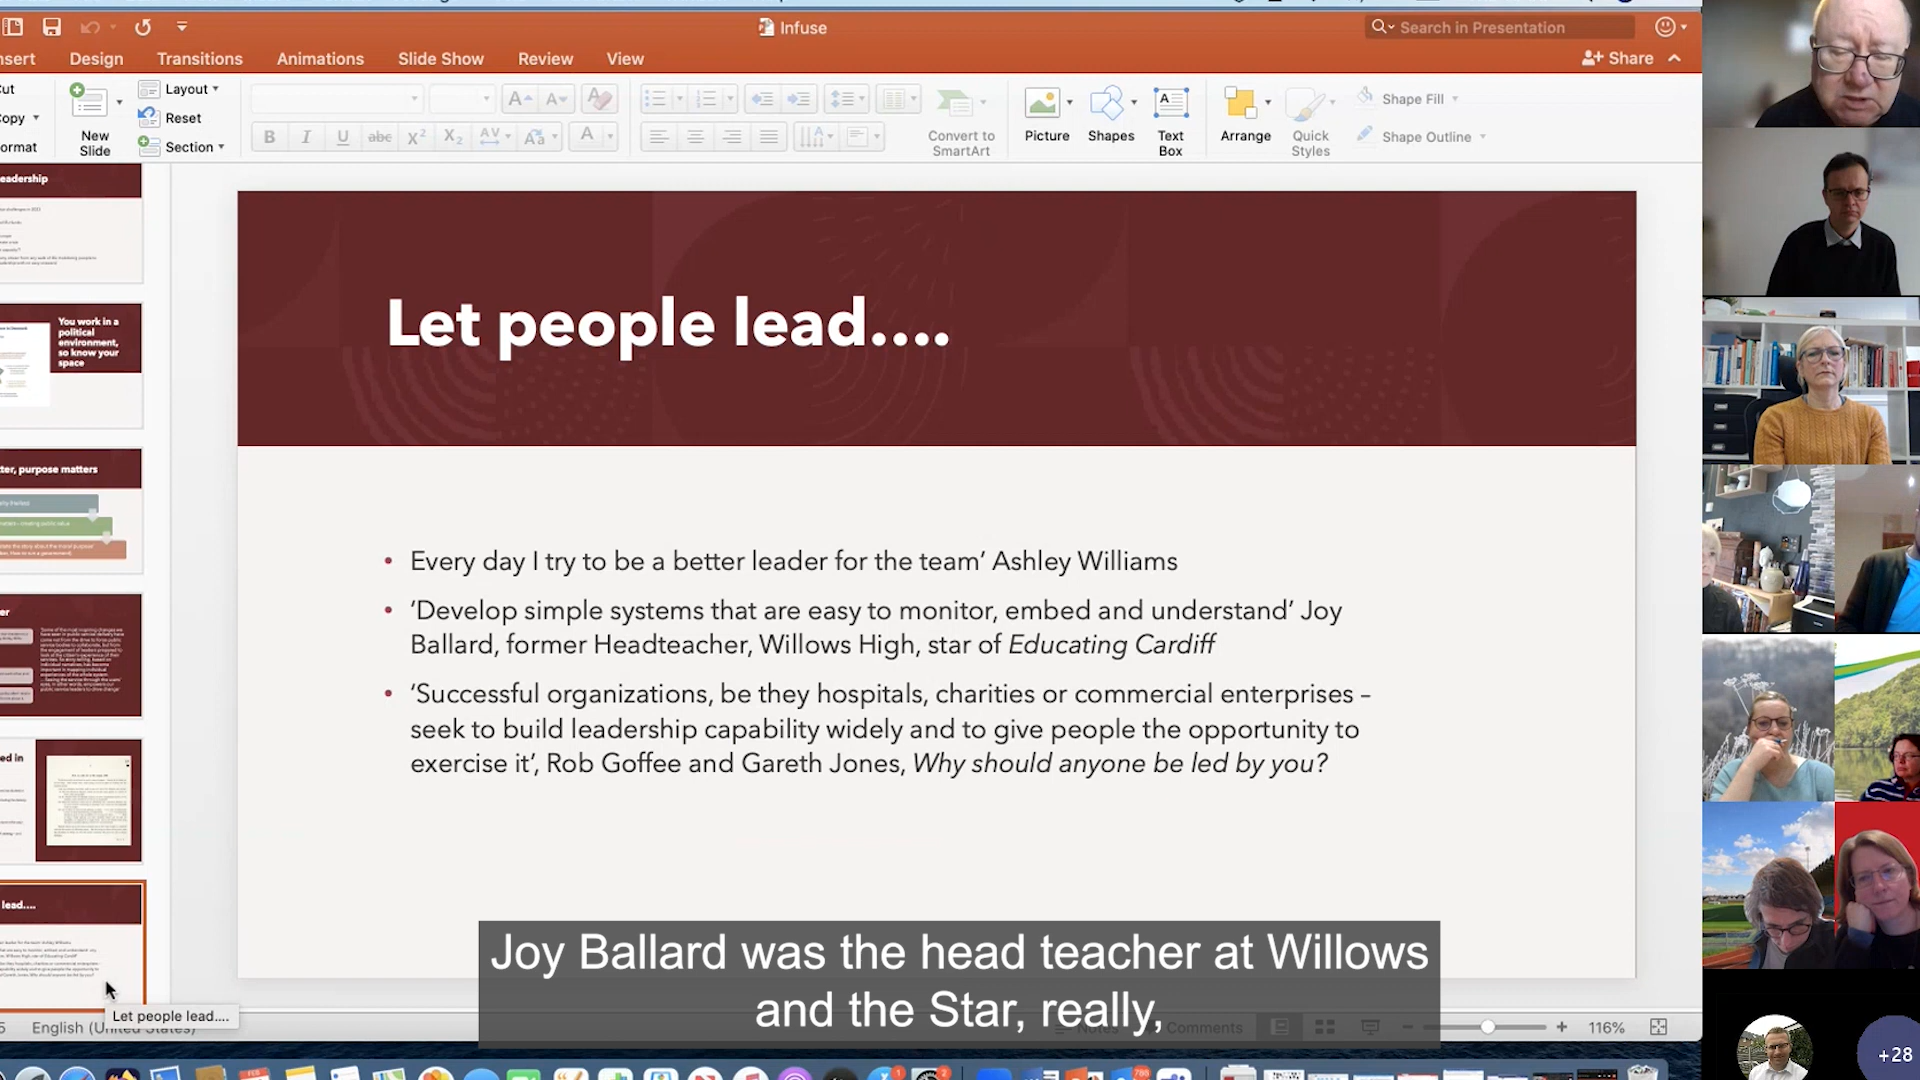 Infuse
Search in Presentation
nsert
Design
Transitions
Animations
Slide Show
Review
View
Share
Cut
Copy
Format
New
Slide
Layout
Reset
Section
Convert to
SmartArt
Picture
Shapes
Text
Box
Arrange
Quick
Styles
Shape Fill
Shape Outline
eadership
You work in a
political
environment,
so know your
space
tter, purpose matters
er
ed in
lead....
Let people lead....
• Every day I try to be a better leader for the team’ Ashley Williams
• ‘Develop simple systems that are easy to monitor, embed and understand’ Joy
Ballard, former Headteacher, Willows High, star of Educating Cardiff
• ‘Successful organizations, be they hospitals, charities or commercial enterprises –
seek to build leadership capability widely and to give people the opportunity to
exercise it’, Rob Goffee and Gareth Jones, Why should anyone be led by you?
Joy Ballard was the head teacher at Willows
and the Star, really,
Let people lead....
English (United States)
Notes
Comments
116%
+28